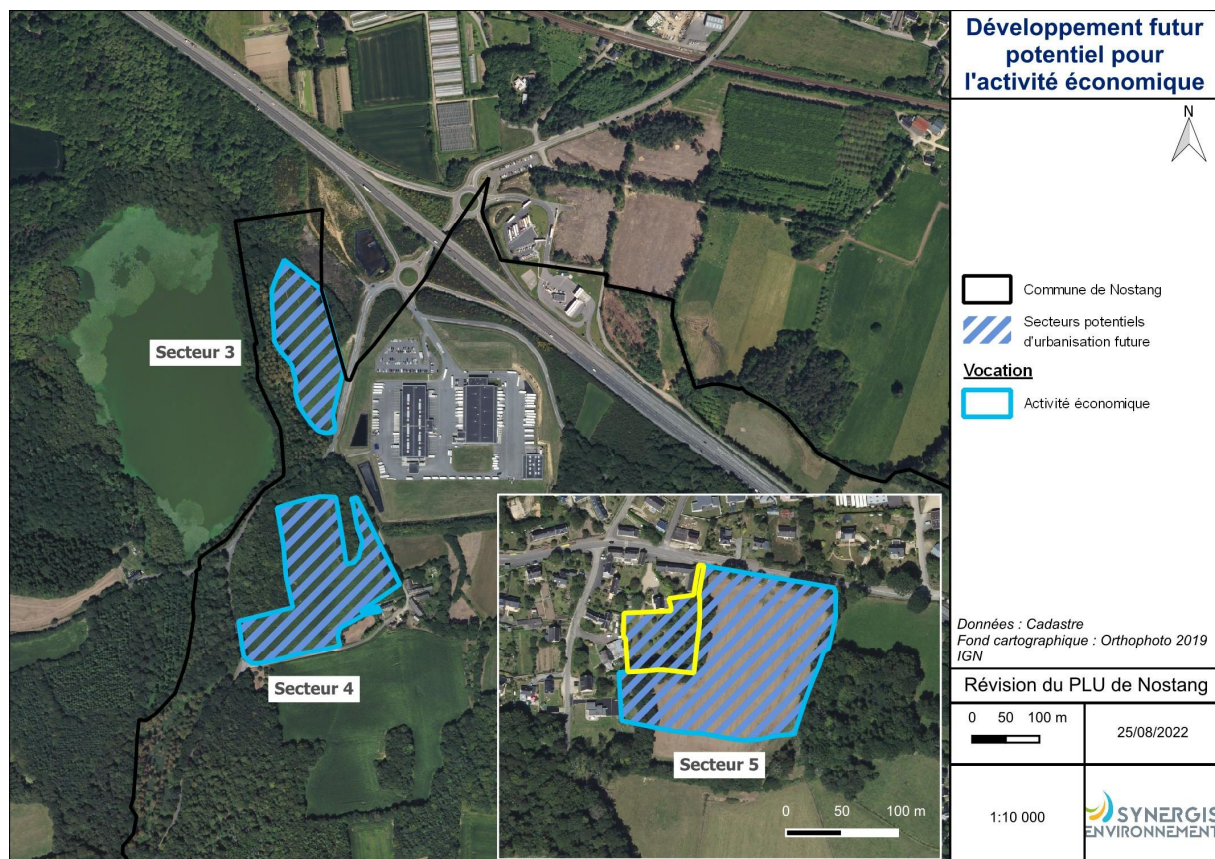 Développement futur
potentiel pour
l'activité économique
N
Commune de Nostang
Secteurs potentiels
d'urbanisation future
Vocation
Activité économique
Secteur 3
Secteur 4
Secteur 5
0 50 100 m
Données : Cadastre
Fond cartographique : Orthophoto 2019
IGN
Révision du PLU de Nostang
0 50 100 m
25/08/2022
1:10 000
SYNERGIS
ENVIRONNEMENT